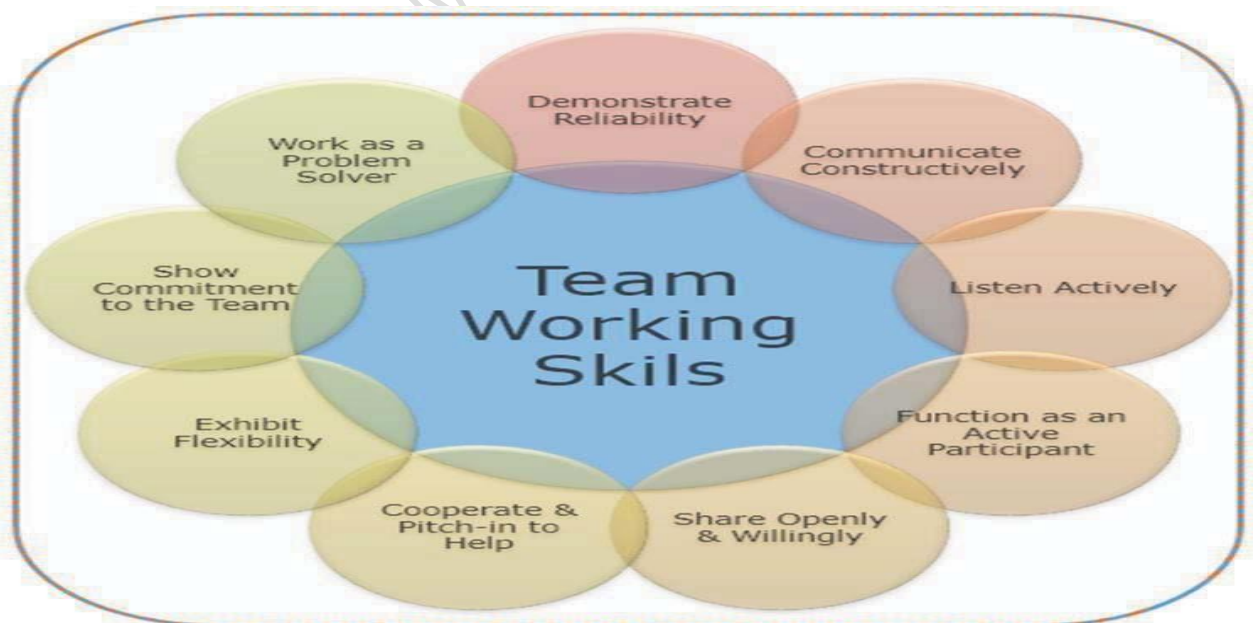 Demonstrate
Reliability
Communicate
Constructively
Listen Actively
Function as an
Active
Participant
Share Openly
& Willingly
Cooperate &
Pitch-in to
Help
Exhibit
Flexibility
Show
Commitment
to the Team
Work as a
Problem
Solver
Team
Working
Skils